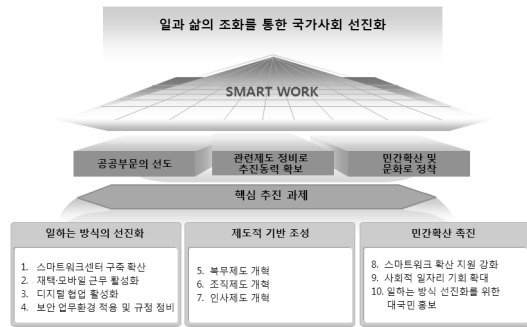 일과 삶의 조화를 통한 국가사회 선진화
SMART WORK
공공부문의 선도
관련제도 정비로
추진동력 확보
민간확산 및
문화로 정착
핵심 추진 과제
일하는 방식의 선진화
1. 스마트워크센터 구축 확산
2. 재택·모바일 근무 활성화
3. 디지털 협업 활성화
4. 보안 업무환경 적용 및 규정 정비
제도적 기반 조성
5. 복무제도 개혁
6. 조직제도 개혁
7. 인사제도 개혁
민간확산 촉진
8. 스마트워크 확산 지원 강화
9. 사회적 일자리 기회 확대
10. 일하는 방식 선진화를 위한
대국민 홍보